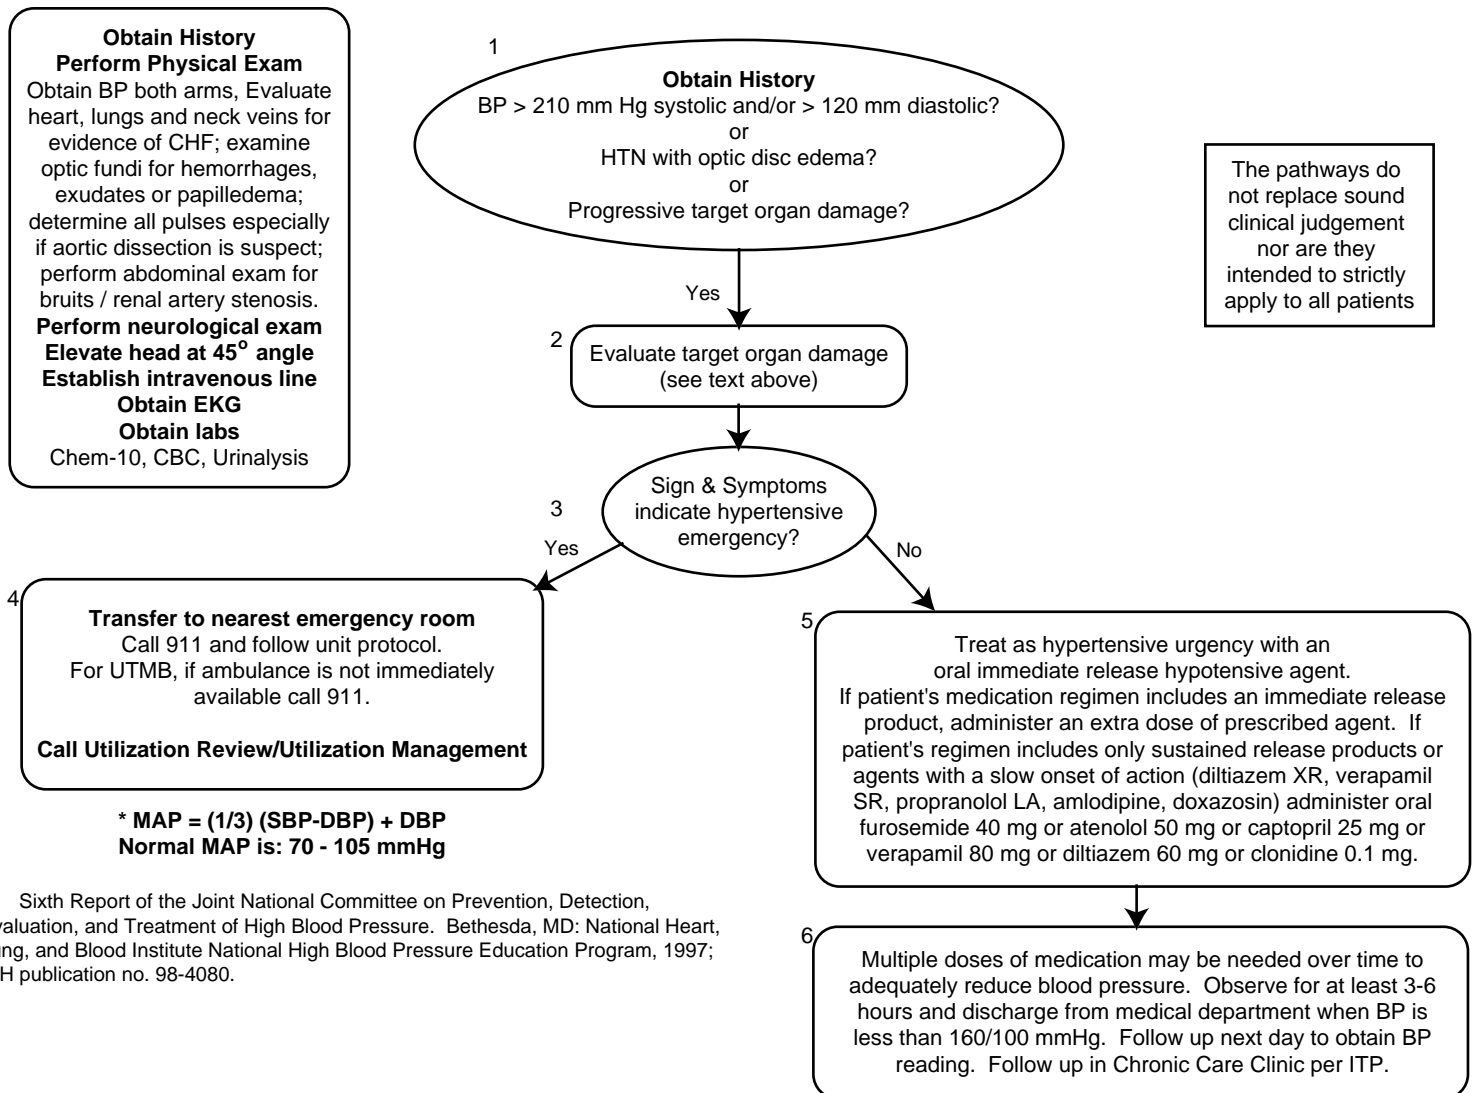 Obtain History
Perform Physical Exam
Obtain BP both arms, Evaluate
heart, lungs and neck veins for
evidence of CHF; examine
optic fundi for hemorrhages,
exudates or papilledema;
determine all pulses especially
if aortic dissection is suspect;
perform abdominal exam for
bruits / renal artery stenosis.
Perform neurological exam
Elevate head at 45° angle
Establish intravenous line
Obtain EKG
Obtain labs
Chem-10, CBC, Urinalysis
1
Obtain History
BP > 210 mm Hg systolic and/or > 120 mm diastolic?
or
HTN with optic disc edema?
or
Progressive target organ damage?
The pathways do
not replace sound
clinical judgement
nor are they
intended to strictly
apply to all patients
Yes
2
Evaluate target organ damage
(see text above)
3
Sign & Symptoms
indicate hypertensive
emergency?
Yes
No
4
Transfer to nearest emergency room
Call 911 and follow unit protocol.
For UTMB, if ambulance is not immediately
available call 911.
Call Utilization Review/Utilization Management
* MAP = (1/3) (SBP-DBP) + DBP
Normal MAP is: 70 - 105 mmHg
5
Treat as hypertensive urgency with an
oral immediate release hypotensive agent.
If patient's medication regimen includes an immediate release
product, administer an extra dose of prescribed agent. If
patient's regimen includes only sustained release products or
agents with a slow onset of action (diltiazem XR, verapamil
SR, propranolol LA, amlodipine, doxazosin) administer oral
furosemide 40 mg or atenolol 50 mg or captopril 25 mg or
verapamil 80 mg or diltiazem 60 mg or clonidine 0.1 mg.
6
Multiple doses of medication may be needed over time to
adequately reduce blood pressure. Observe for at least 3-6
hours and discharge from medical department when BP is
less than 160/100 mmHg. Follow up next day to obtain BP
reading. Follow up in Chronic Care Clinic per ITP.
Sixth Report of the Joint National Committee on Prevention, Detection,
valuation, and Treatment of High Blood Pressure. Bethesda, MD: National Heart,
ng, and Blood Institute National High Blood Pressure Education Program, 1997;
H publication no. 98-4080.